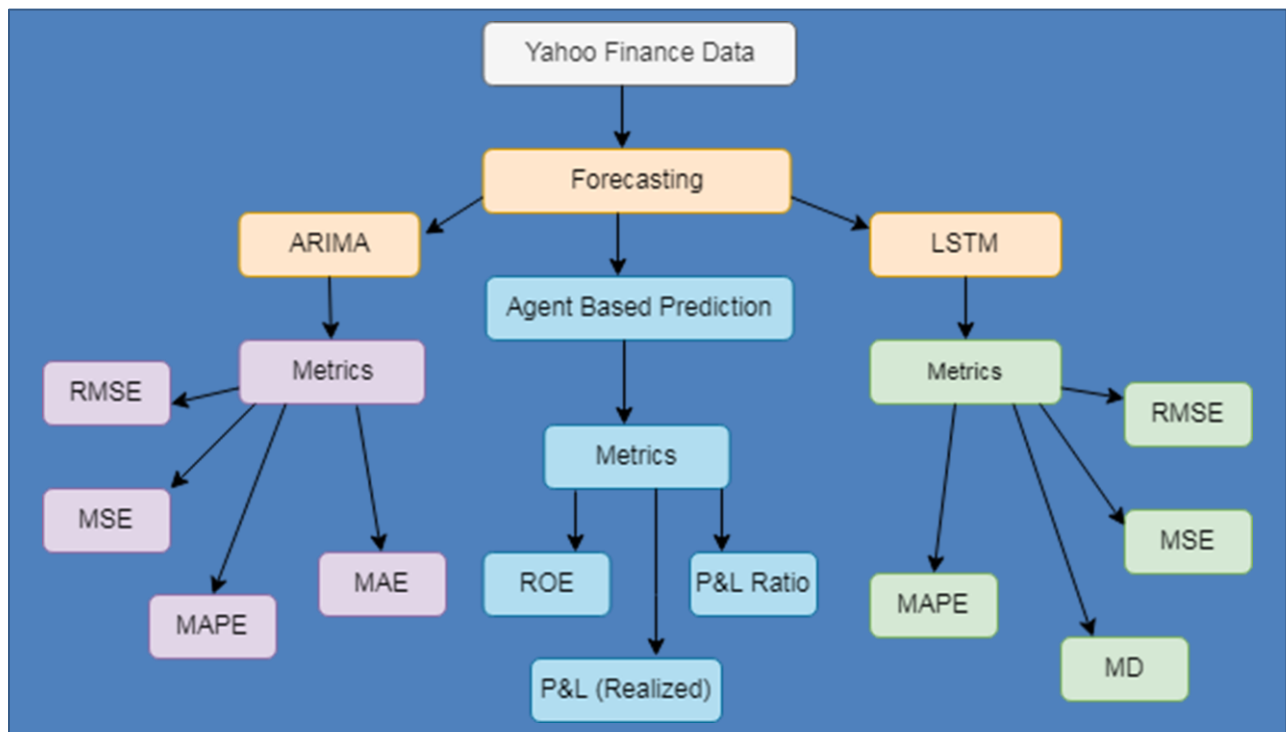 Yahoo Finance Data
Forecasting
ARIMA
LSTM
Agent Based Prediction
Metrics
Metrics
RMSE
RMSE
Metrics
MSE
MSE
MAE
ROE
P&L Ratio
MAPE
MAPE
MD
P&L (Realized)